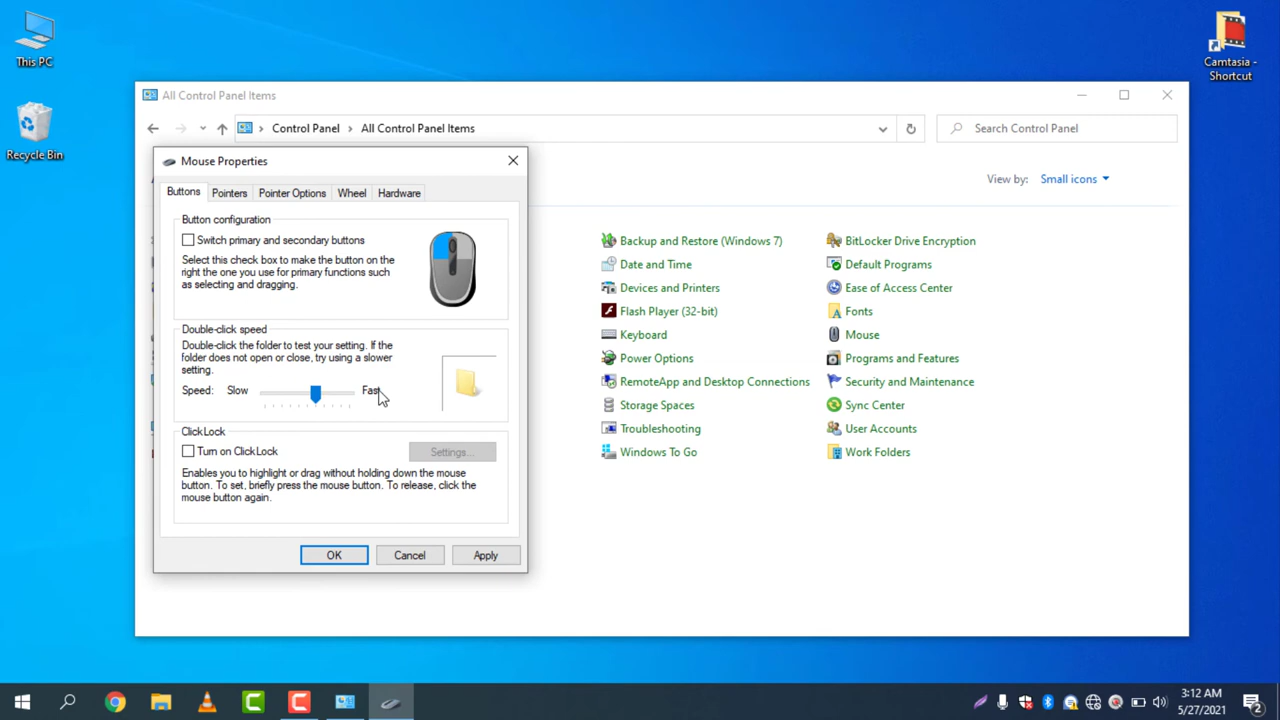 This PC
Recycle Bin
Camtasia -
Shortcut
All Control Panel Items
Control Panel
All Control Panel Items
Search Control Panel
View by:
Small icons
Mouse Properties
Buttons
Pointers
Pointer Options
Wheel
Hardware
Button configuration
Switch primary and secondary buttons
Select this check box to make the button on the
right the one you use for primary functions such
as selecting and dragging.
Double-click speed
Double-click the folder to test your setting. If the
folder does not open or close, try using a slower
setting.
Speed:
Slow
Fast
ClickLock
Turn on ClickLock
Settings...
Enables you to highlight or drag without holding down the mouse
button. To set, briefly press the mouse button. To release, click the
mouse button again.
OK
Cancel
Apply
Backup and Restore (Windows 7)
Date and Time
Devices and Printers
Flash Player (32-bit)
Keyboard
Power Options
RemoteApp and Desktop Connections
Storage Spaces
Troubleshooting
Windows To Go
BitLocker Drive Encryption
Default Programs
Ease of Access Center
Fonts
Mouse
Programs and Features
Security and Maintenance
Sync Center
User Accounts
Work Folders
3:12 AM
5/27/2021
2